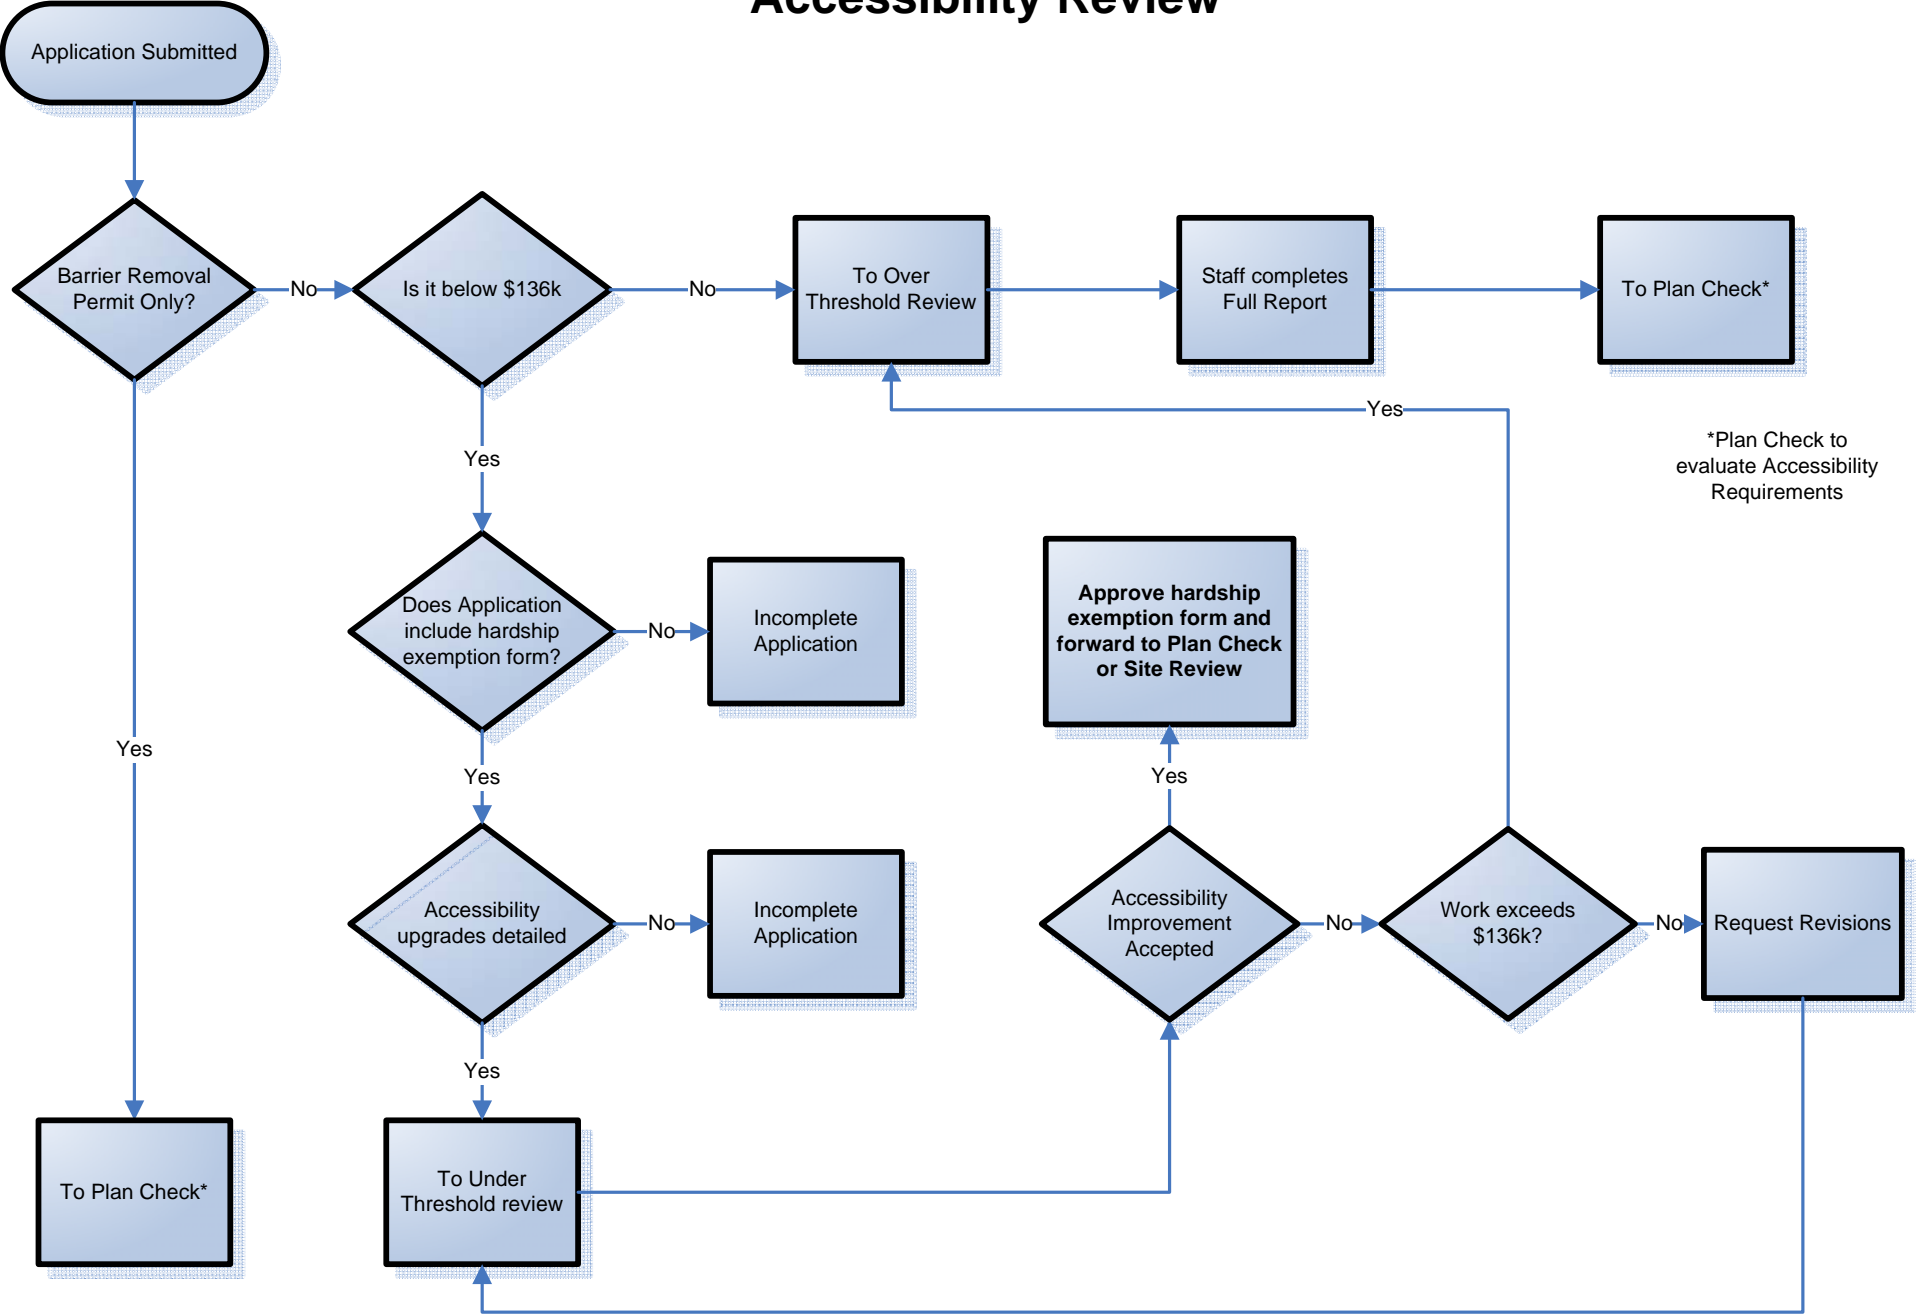 Accessibility Review
Application Submitted
Barrier Removal
Permit Only?
No
Is it below $136k
No
To Over
Threshold Review
Staff completes
Full Report
To Plan Check*
Yes
*Plan Check to
evaluate Accessibility
Requirements
Yes
Does Application
include hardship
exemption form?
No
Incomplete
Application
Approve hardship
exemption form and
forward to Plan Check
or Site Review
Yes
Yes
Yes
Accessibility
upgrades detailed
No
Incomplete
Application
Accessibility
Improvement
Accepted
No
Work exceeds
$136k?
No
Request Revisions
Yes
To Plan Check*
To Under
Threshold review